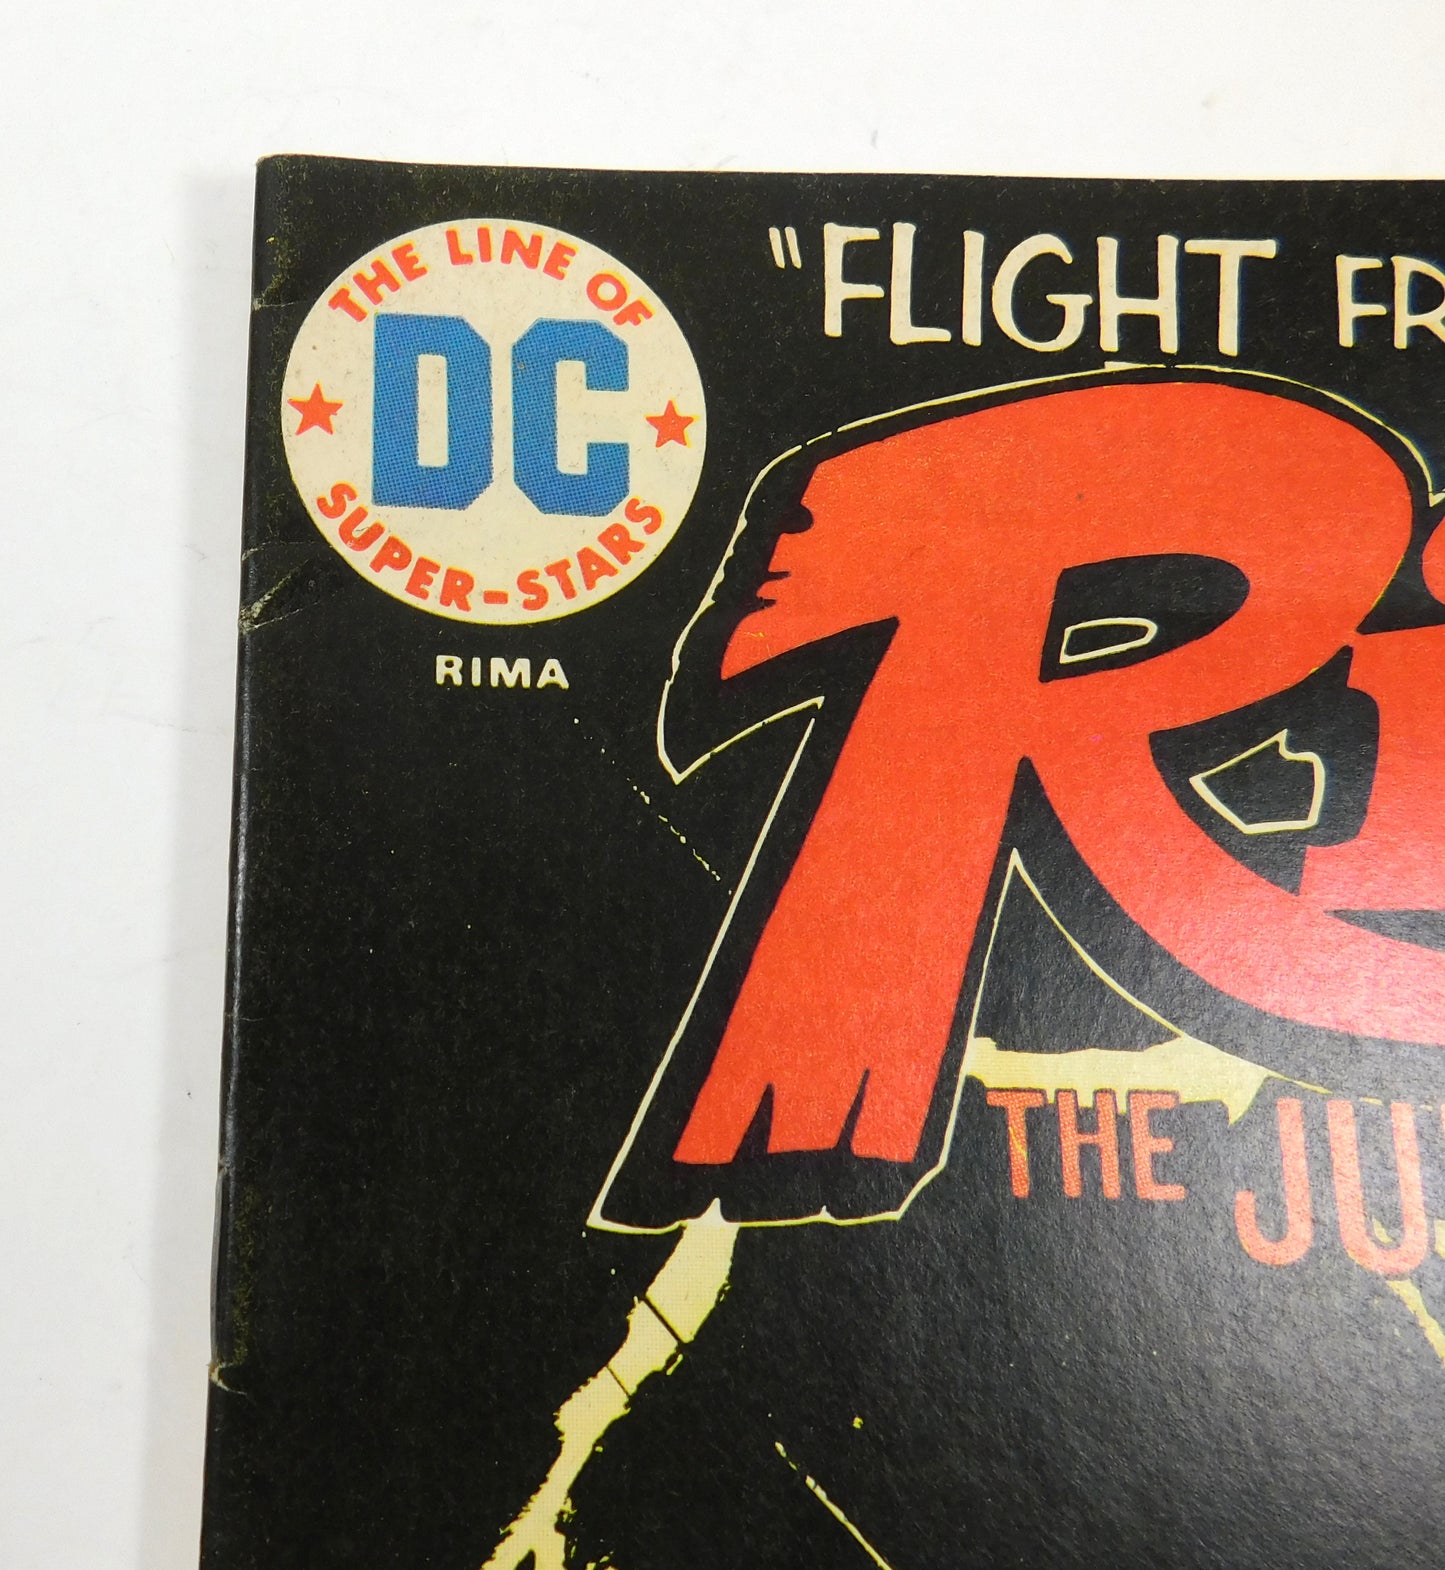 THE LINE OF
DC
SUPER-STARS
RIMA
"FLIGHT FR
R
THE JU